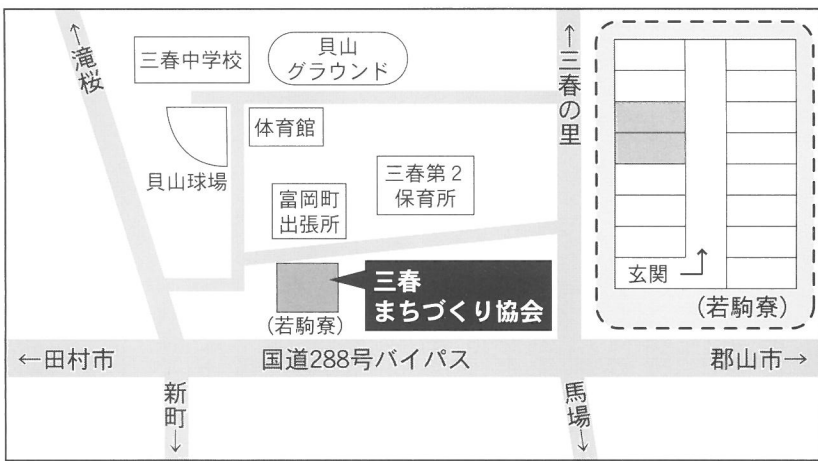 ↑滝桜
三春中学校
貝山
グラウンド
↑三春の里
体育館
貝山球場
三春第2
保育所
富岡町
出張所
三春
まちづくり協会
(若駒寮)
玄関
(若駒寮)
←田村市
国道288号バイパス
郡山市→
新町↓
馬場↓